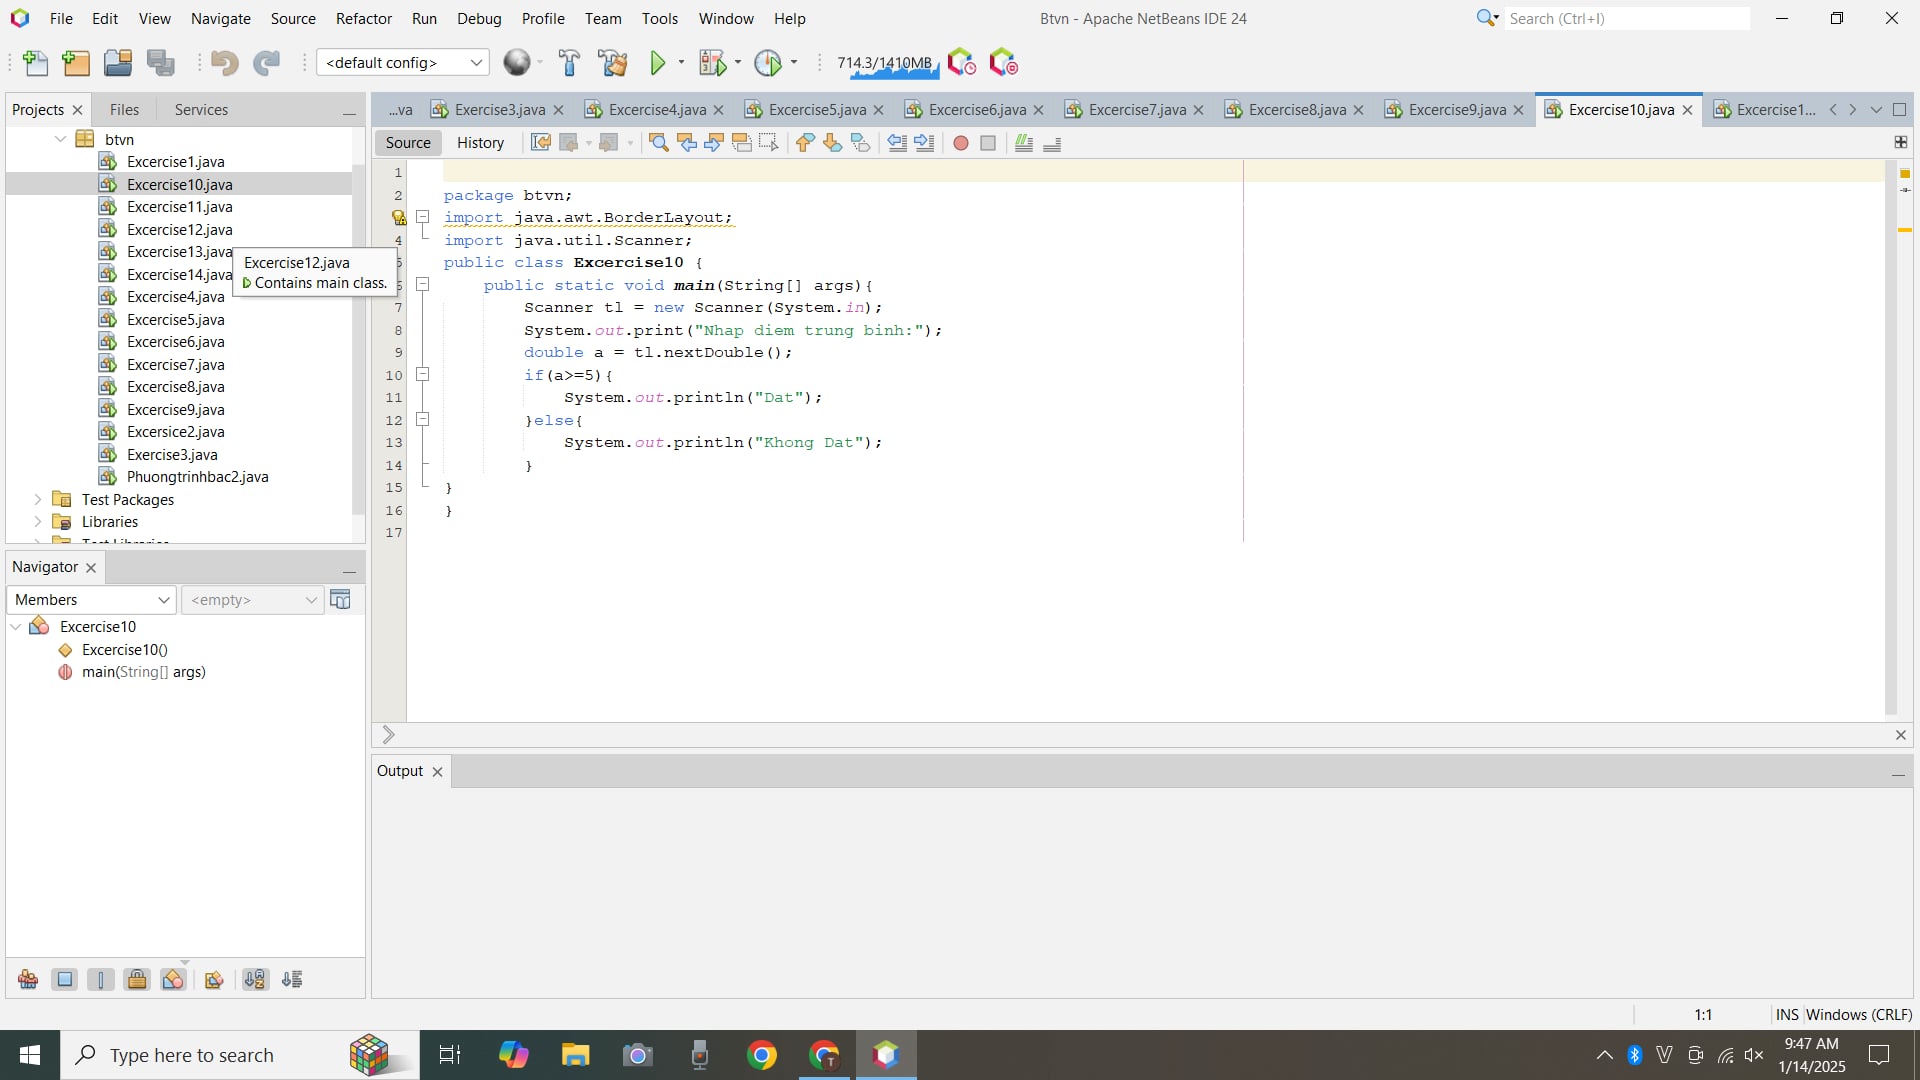 File Edit View Navigate Source Refactor Run Debug Profile Team Tools Window Help
Btvn - Apache NetBeans IDE 24
Search (Ctrl+I)
<default config>
714.3/1410MB
Projects Files Services
...va Exercise3.java Excercise4.java Excercise5.java Excercise6.java Excercise7.java Excercise8.java Excercise9.java Excercise10.java Excercise1...
Source History
btvn
Excercise1.java
Excercise10.java
Excercise11.java
Excercise12.java
Excercise13.java
Excercise14.java
Excercise4.java
Excercise5.java
Excercise6.java
Excercise7.java
Excercise8.java
Excercise9.java
Excersice2.java
Exercise3.java
Phuongtrinhbac2.java
Test Packages
Libraries
Test Libraries
Excercise12.java
Contains main class.
1
2 package btvn;
import java.awt.BorderLayout;
4 import java.util.Scanner;
5 public class Excercise10 {
6 public static void main(String[] args){
7 Scanner tl = new Scanner(System.in);
8 System.out.print("Nhap diem trung binh:");
9 double a = tl.nextDouble();
10 if(a>=5){
11 System.out.println("Dat");
12 }else{
13 System.out.println("Khong Dat");
14 }
15 }
16 }
17
Navigator
Members <empty>
Excercise10
Excercise10()
main(String[] args)
Output
1:1 INS Windows (CRLF)
Type here to search
T
9:47 AM
1/14/2025